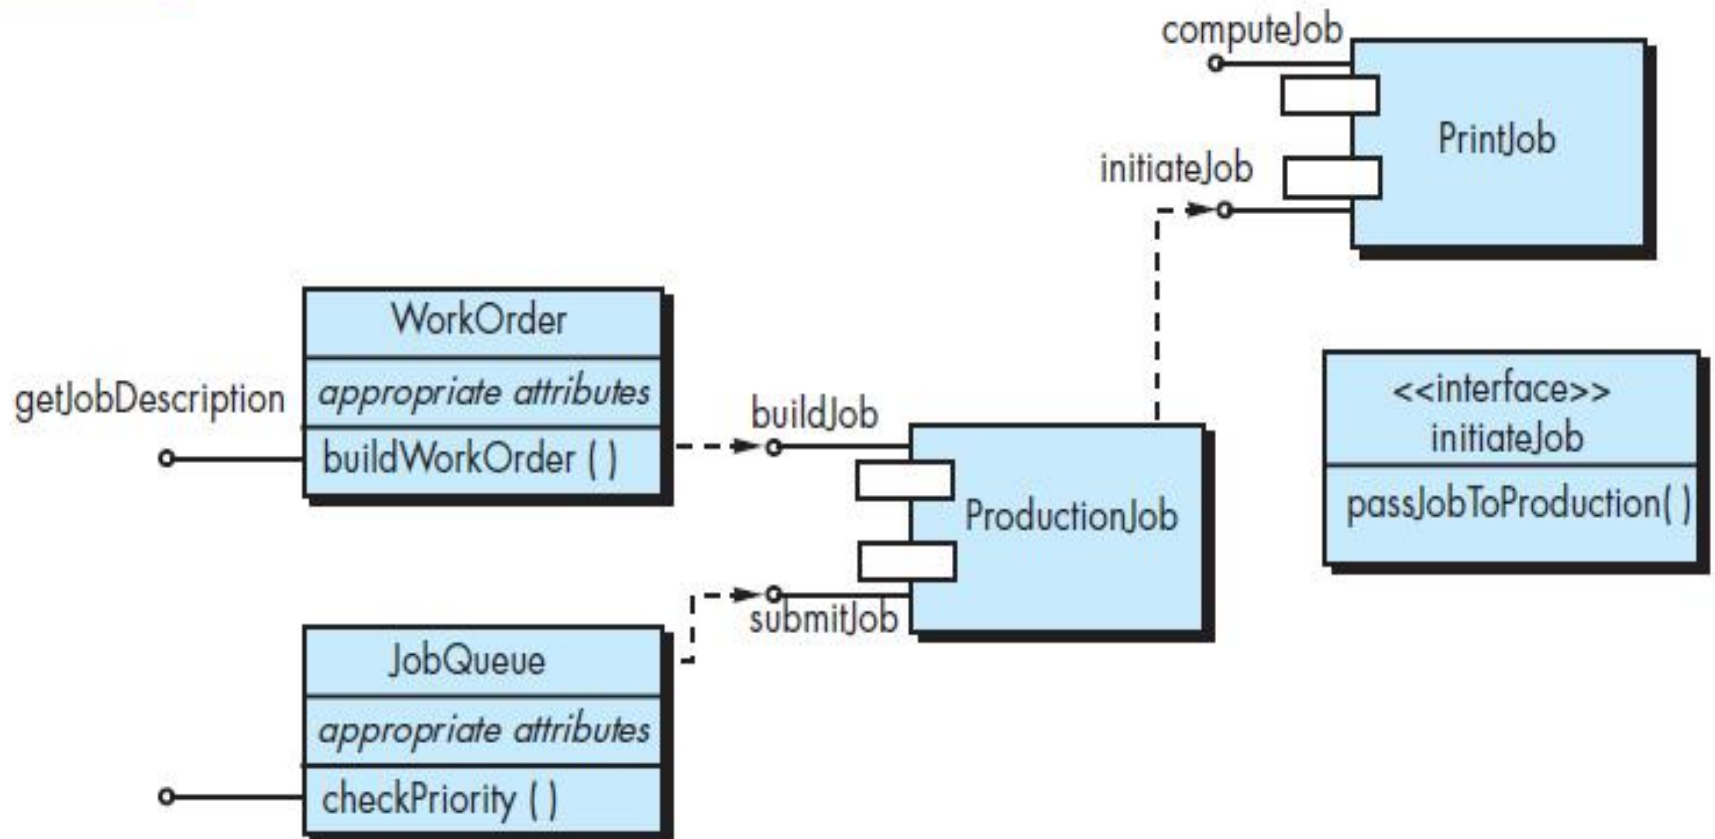 computeJob
PrintJob
initiateJob
WorkOrder
appropriate attributes
getJobDescription
buildWorkOrder ( )
buildJob
ProductionJob
submitJob
<<interface>>
initiateJob
passJobToProduction( )
JobQueue
appropriate attributes
checkPriority ( )